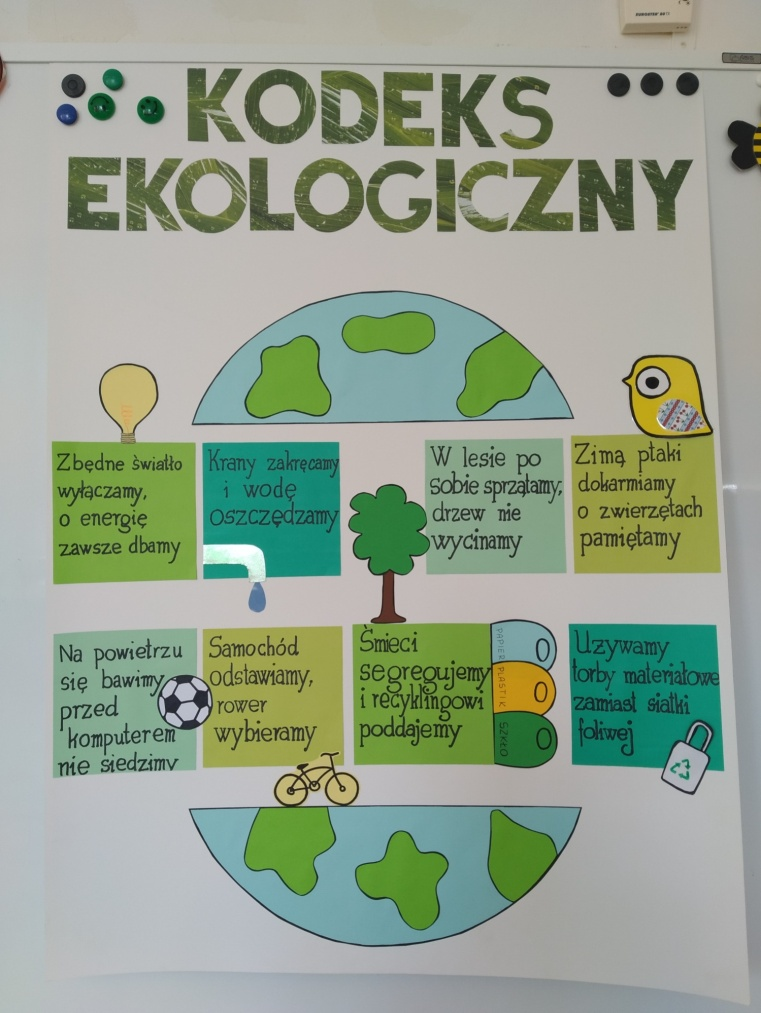 KODEKS
EKOLOGICZNY
Zbędne światło
wyłączamy,
o energię
zawsze dbamy
Krany zakręcamy
i wodę
oszczędzamy
W lesie po
sobie sprzątamy,
drzew nie
wycinamy
Zimą ptaki
dokarmiamy
o zwierzętach
pamiętamy
Na powietrzu
się bawimy
przed
komputerem
nie siedzimy
Samochód
odstawiamy,
rower
wybieramy
Śmieci
segregujemy
i recyklingowi
poddajemy
PAPIER
PLASTIK
SZKŁO
Uzywamy
torby materiałowe
zamiast siatki
foliwej